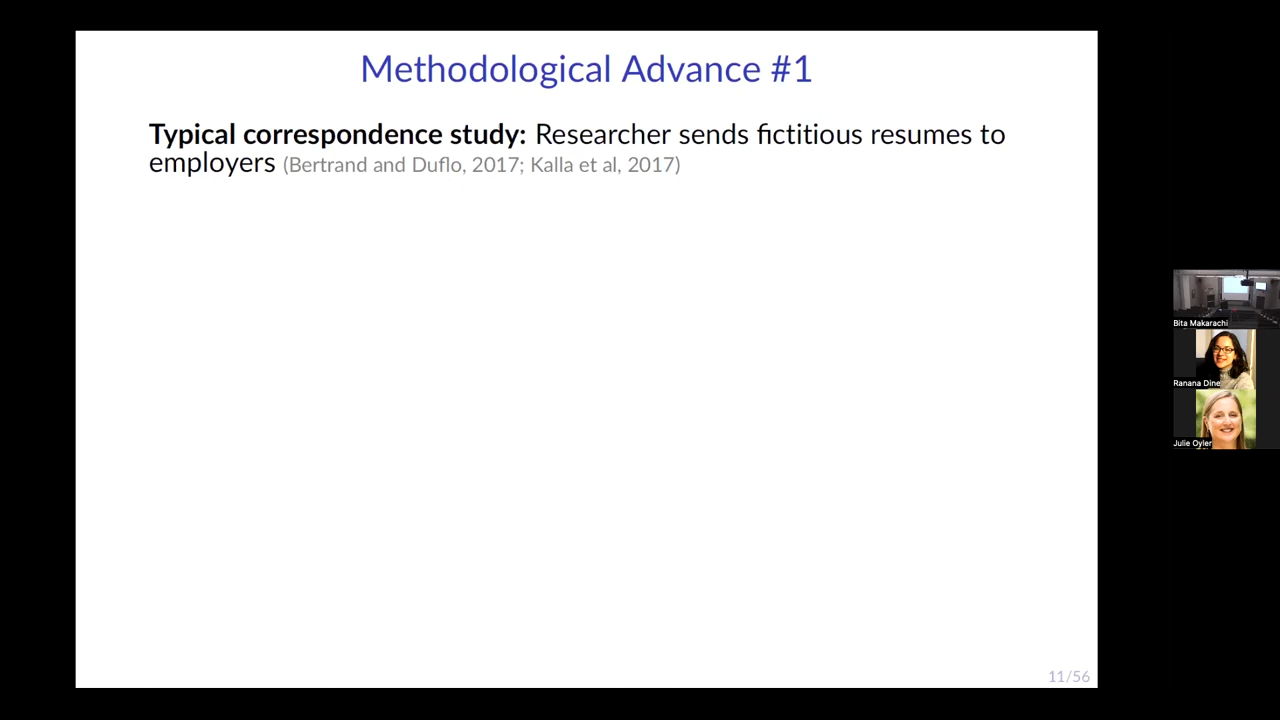 Methodological Advance #1
Typical correspondence study: Researcher sends fictitious resumes to
employers (Bertrand and Duflo, 2017; Kalla et al, 2017)
Bita Makarachi
Ranana Dine
Julie Oyler
11/56